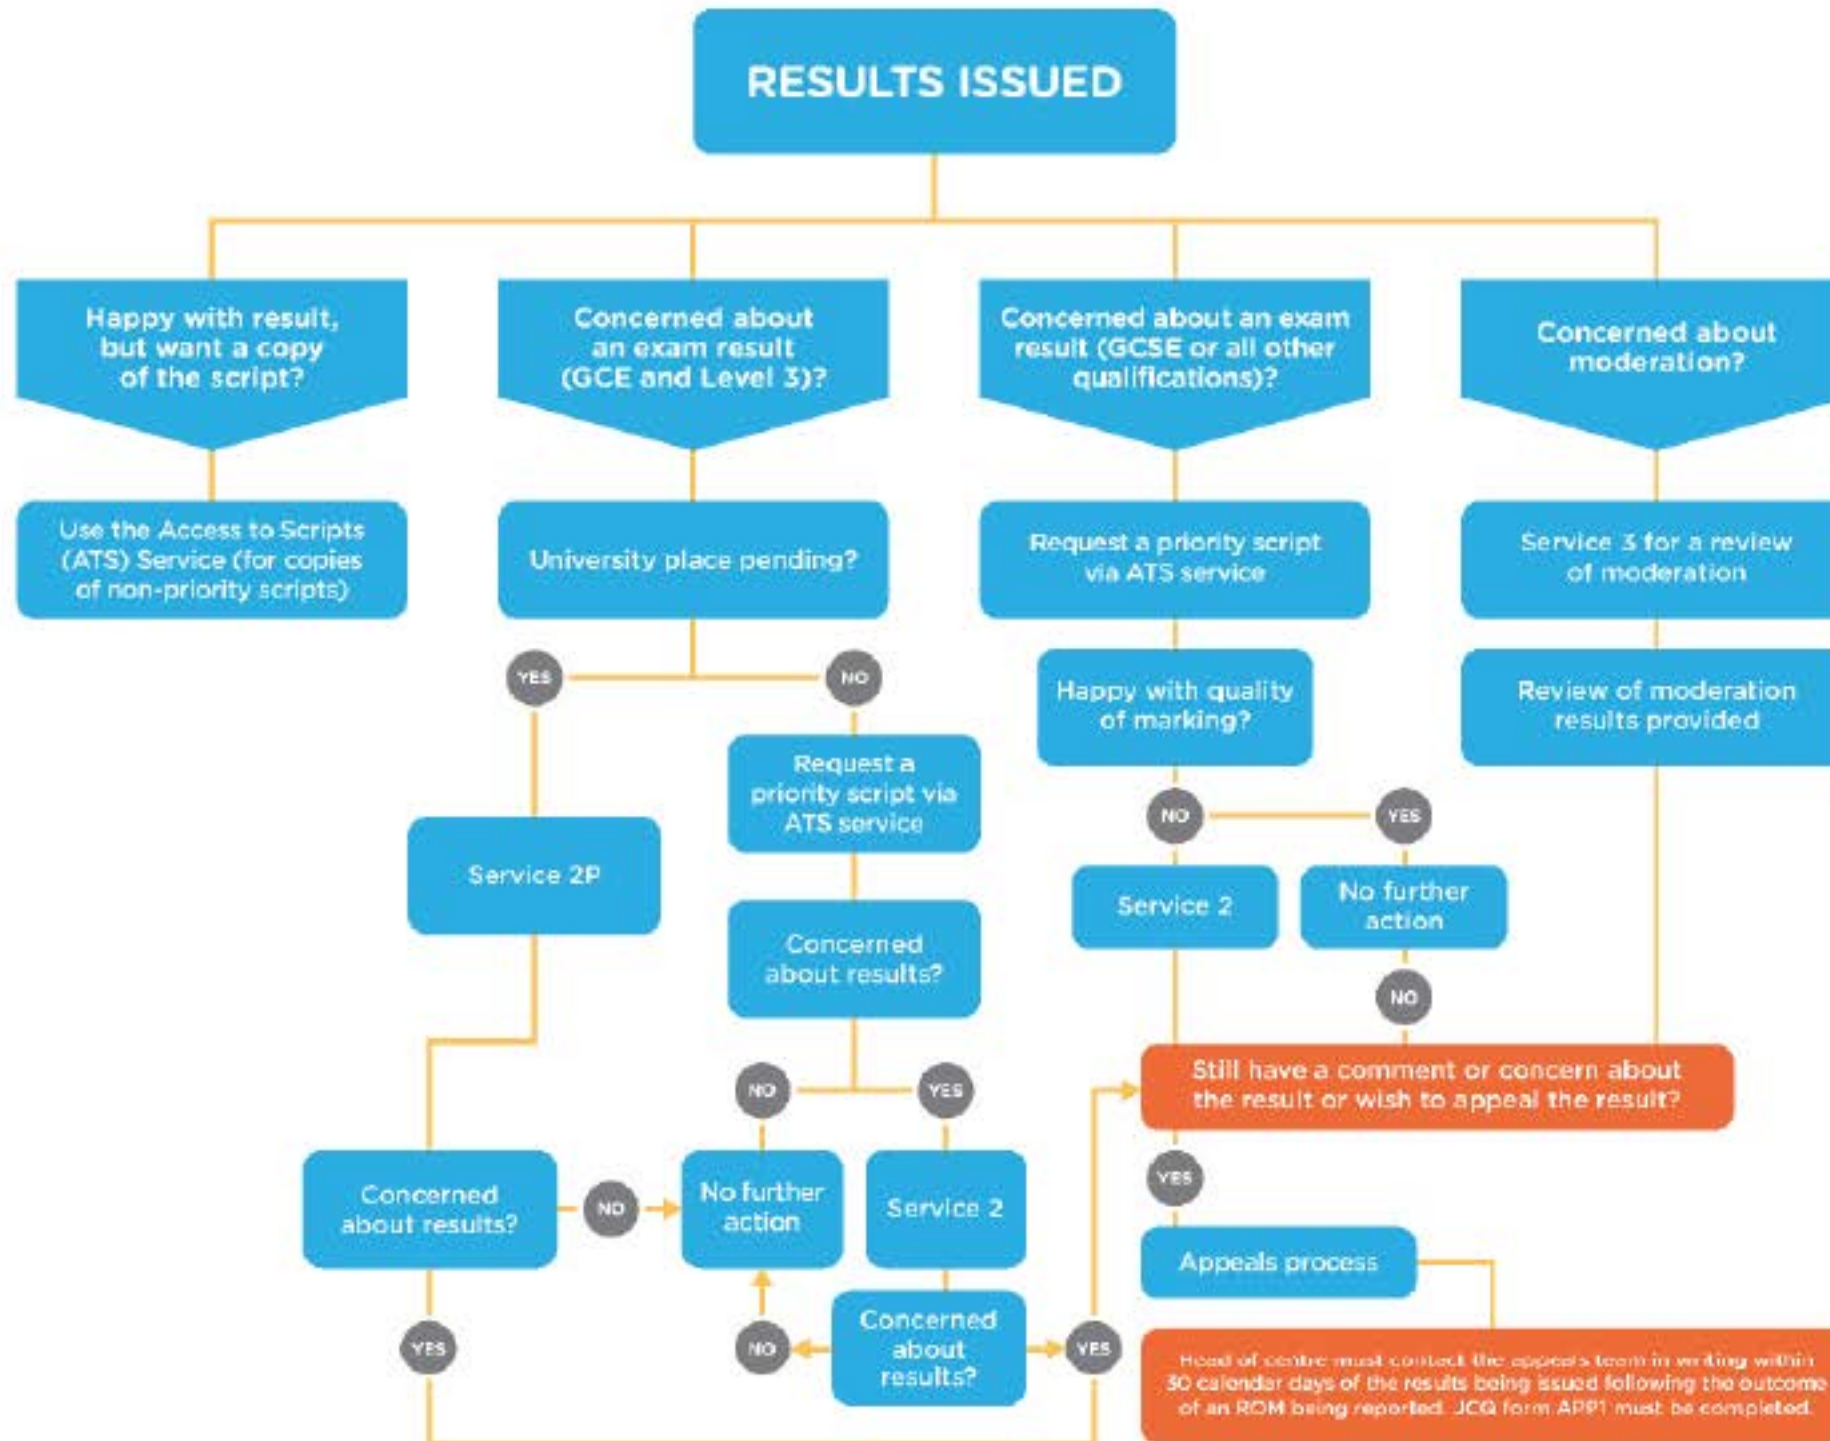 RESULTS ISSUED
Happy with result,
but want a copy
of the script?
Concerned about
an exam result
(GCE and Level 3)?
Concerned about an exam
result (GCSE or all other
qualifications)?
Concerned about
moderation?
Use the Access to Scripts
(ATS) Service (for copies
of non-priority scripts)
University place pending?
Request a priority script
via ATS service
Service 3 for a review
of moderation
YES
NO
Happy with quality
of marking?
Review of moderation
results provided
Request a
priority script via
ATS service
NO
YES
Service 2P
Service 2
No further
action
Concerned
about results?
NO
NO
YES
Still have a comment or concern about
the result or wish to appeal the result?
YES
Concerned
about results?
NO
No further
action
Service 2
Appeals process
YES
NO
Concerned
about
results?
YES
Head of centre must contact the appeals team in writing within
30 calendar days of the results being issued following the outcome
of an ROM being reported. JCQ form APP1 must be completed.